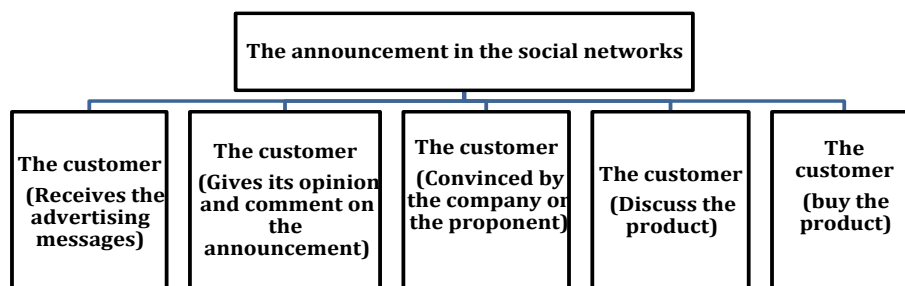 The announcement in the social networks
The customer
(Receives the
advertising
messages)
The customer
(Gives its opinion
and comment on
the
announcement)
The customer
(Convinced by
the company or
the proponent)
The customer
(Discuss the
product)
The
customer
(buy the
product)